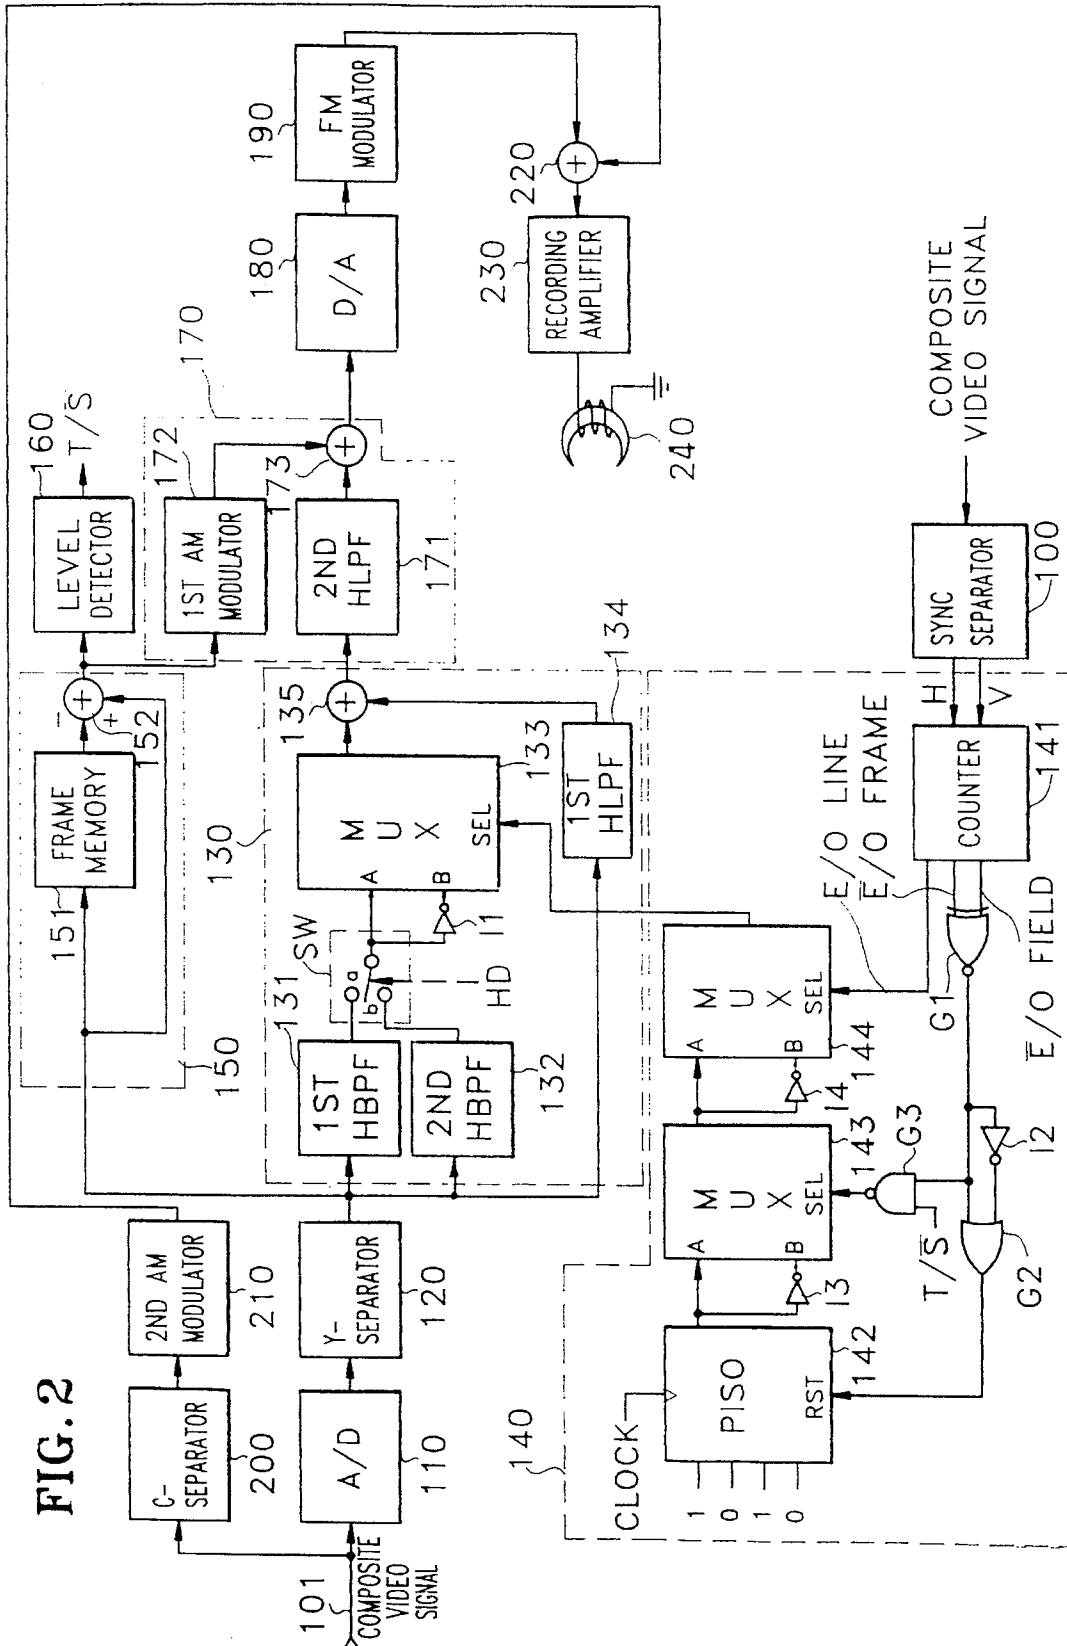 FIG. 2
101
COMPOSITE
VIDEO
SIGNAL
C-
SEPARATOR
200
2ND AM
MODULATOR
210
A/D
110
Y-
SEPARATOR
120
150
FRAME
MEMORY
151
152
-
+
+
LEVEL
DETECTOR
160
T/S̅
170
1ST AM
MODULATOR
172
173
+
2ND
HLPF
171
D/A
180
FM
MODULATOR
190
+
220
RECORDING
AMPLIFIER
230
240
130
1ST
HBPF
131
2ND
HBPF
132
SW
a
b
HD
I1
A
B
MUX
SEL
133
+
135
1ST
HLPF
134
140
CLOCK
1
0
1
0
PISO
RST
142
I3
A
B
MUX
SEL
143
I4
A
B
MUX
SEL
144
G3
T/S̅
G2
I2
G1
E̅/O LINE
E̅/O FRAME
E̅/O FIELD
COUNTER
141
H
V
SYNC
SEPARATOR
100
COMPOSITE
VIDEO SIGNAL